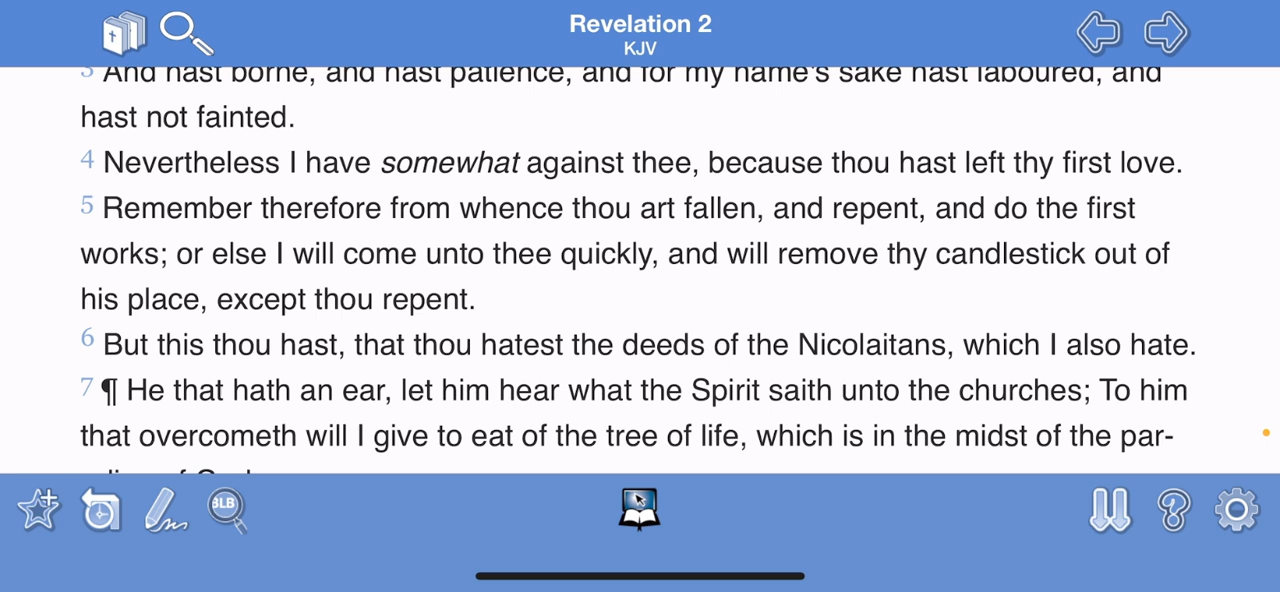 Revelation 2
KJV
3 And hast borne, and hast patience, and for my name's sake hast laboured, and
hast not fainted.
4 Nevertheless I have somewhat against thee, because thou hast left thy first love.
5 Remember therefore from whence thou art fallen, and repent, and do the first
works; or else I will come unto thee quickly, and will remove thy candlestick out of
his place, except thou repent.
6 But this thou hast, that thou hatest the deeds of the Nicolaitans, which I also hate.
7 ¶ He that hath an ear, let him hear what the Spirit saith unto the churches; To him
that overcometh will I give to eat of the tree of life, which is in the midst of the par-
BLB